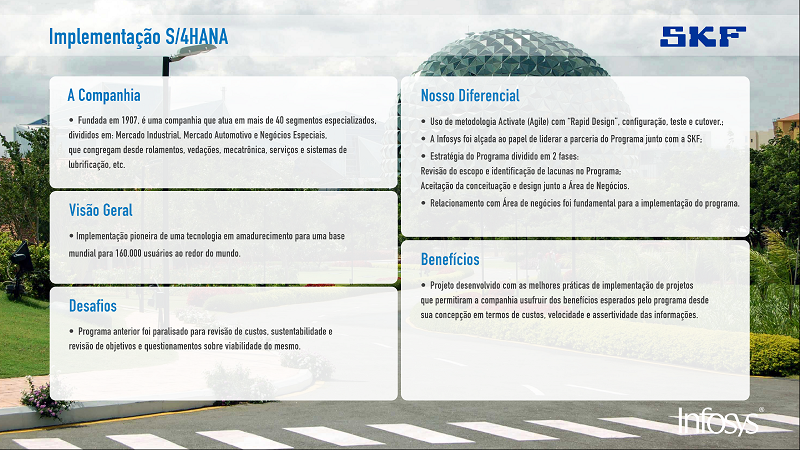 Implementação S/4HANA
SKF
A Companhia
• Fundada em 1907, é uma companhia que atua em mais de 40 segmentos especializados,
divididos em: Mercado Industrial, Mercado Automotivo e Negócios Especiais,
que congregam desde rolamentos, vedações, mecatrônica, serviços e sistemas de
lubrificação, etc.
Visão Geral
• Implementação pioneira de uma tecnologia em amadurecimento para uma base
mundial para 160.000 usuários ao redor do mundo.
Desafios
• Programa anterior foi paralisado para revisão de custos, sustentabilidade e
revisão de objetivos e questionamentos sobre viabilidade do mesmo.
Nosso Diferencial
• Uso de metodologia Activate (Agile) com "Rapid Design", configuração, teste e cutover.;
• A Infosys foi alçada ao papel de liderar a parceria do Programa junto com a SKF;
• Estratégia do Programa dividido em 2 fases:
Revisão do escopo e identificação de lacunas no Programa;
Aceitação da conceituação e design junto a Área de Negócios.
• Relacionamento com Área de negócios foi fundamental para a implementação do programa.
Benefícios
• Projeto desenvolvido com as melhores práticas de implementação de projetos
que permitiram a companhia usufruir dos benefícios esperados pelo programa desde
sua concepção em termos de custos, velocidade e assertividade das informações.
Infosys®